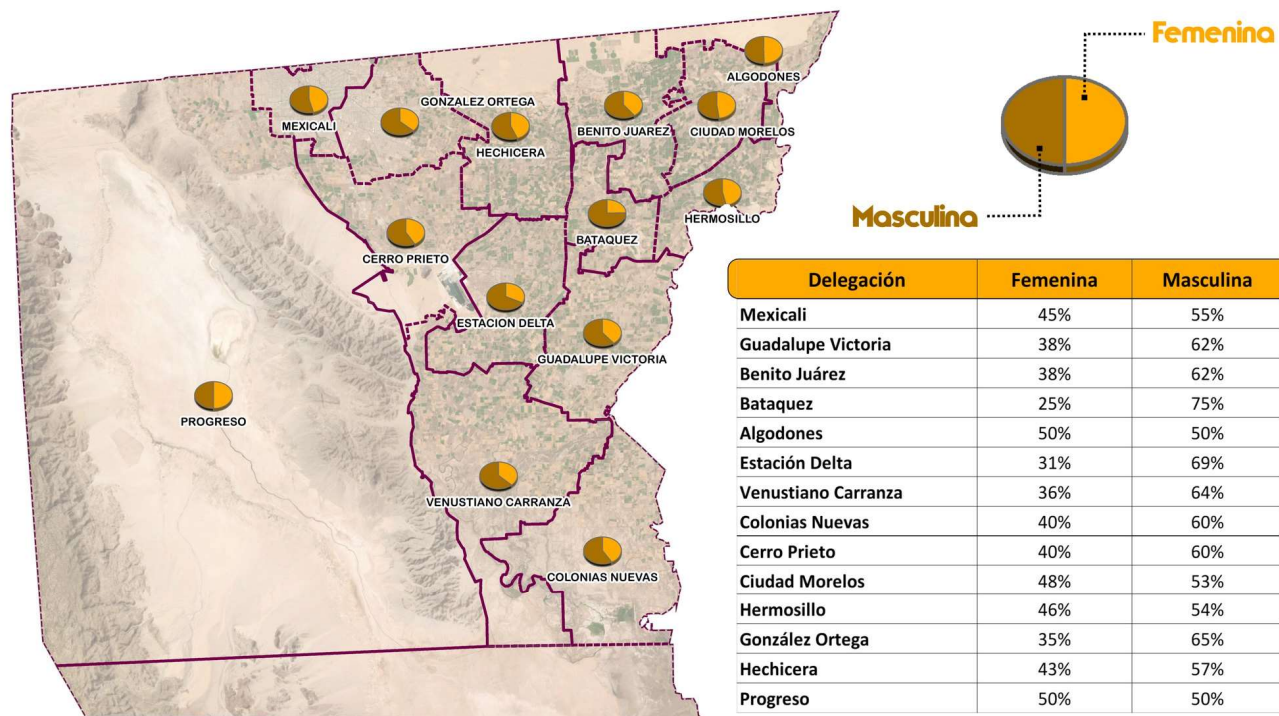 Femenina
Masculina
ALGODONES
GONZALEZ ORTEGA
MEXICALI
BENITO JUAREZ
CIUDAD MORELOS
HECHICERA
HERMOSILLO
BATAQUEZ
CERRO PRIETO
ESTACION DELTA
GUADALUPE VICTORIA
PROGRESO
VENUSTIANO CARRANZA
COLONIAS NUEVAS
Delegación Femenina Masculina
Mexicali 45% 55%
Guadalupe Victoria 38% 62%
Benito Juárez 38% 62%
Bataquez 25% 75%
Algodones 50% 50%
Estación Delta 31% 69%
Venustiano Carranza 36% 64%
Colonias Nuevas 40% 60%
Cerro Prieto 40% 60%
Ciudad Morelos 48% 53%
Hermosillo 46% 54%
González Ortega 35% 65%
Hechicera 43% 57%
Progreso 50% 50%